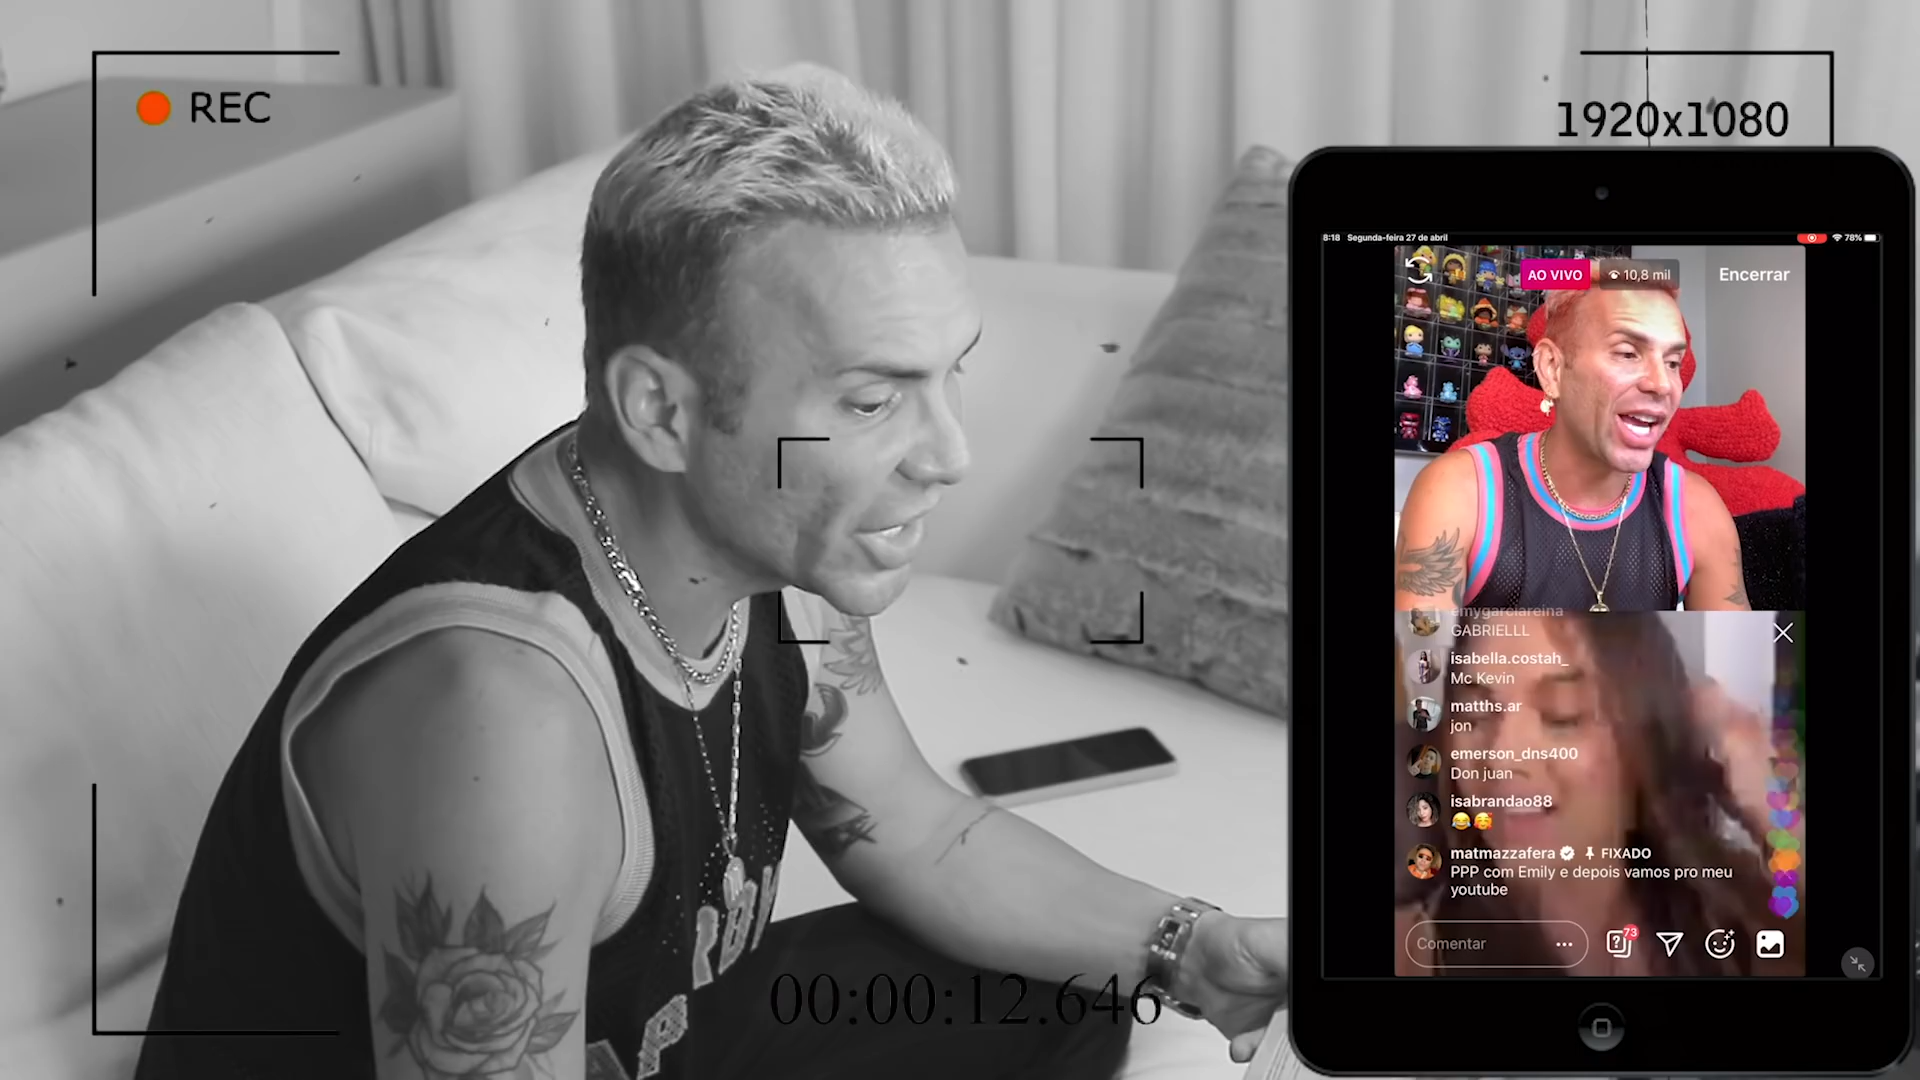 REC
1920x1080
8:18 Segunda-feira 27 de abril
78%
AO VIVO
10,8 mil
Encerrar
emygarciareina
GABRIELLL
isabella.costah_
Mc Kevin
matths.ar
jon
emerson_dns400
Don juan
isabrandao88
😂🥰
matmazzafera FIXADO
PPP com Emily e depois vamos pro meu
youtube
Comentar ...
73
00:00:12.646